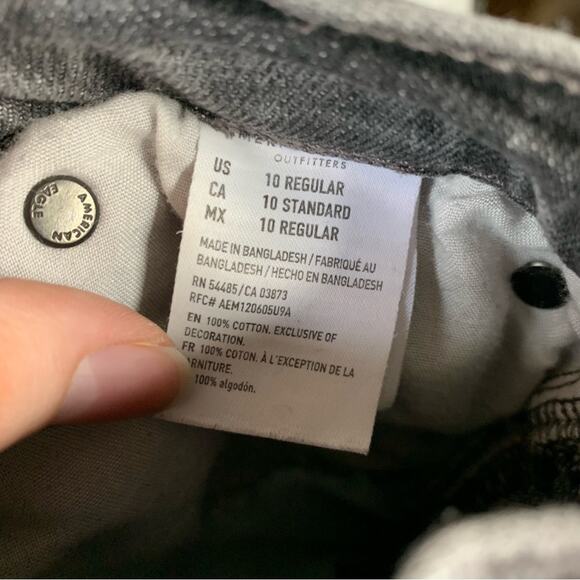 AMERICAN
EAGLE
OUTFITTERS
US 10 REGULAR
CA 10 STANDARD
MX 10 REGULAR
MADE IN BANGLADESH / FABRIQUÉ AU
BANGLADESH / HECHO EN BANGLADESH
RN 54485/CA 03873
RFC# AEM120605U9A
EN 100% COTTON. EXCLUSIVE OF
DECORATION.
FR 100% COTON. À L'EXCEPTION DE LA
RNITURE
100% algodón.